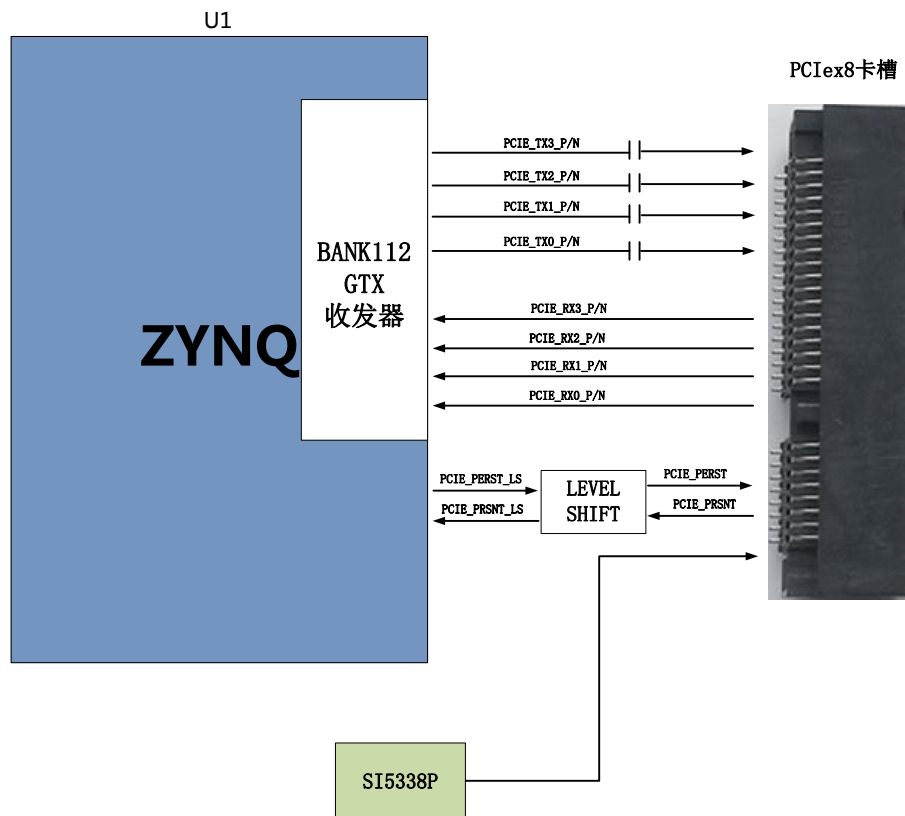 U1
PCIex8卡槽
PCIE_TX3_P/N
PCIE_TX2_P/N
PCIE_TX1_P/N
PCIE_TX0_P/N
BANK112
GTX
收发器
ZYNQ
PCIE_RX3_P/N
PCIE_RX2_P/N
PCIE_RX1_P/N
PCIE_RX0_P/N
PCIE_PERST_LS
PCIE_PRSNT_LS
LEVEL
SHIFT
PCIE_PERST
PCIE_PRSNT
SI5338P